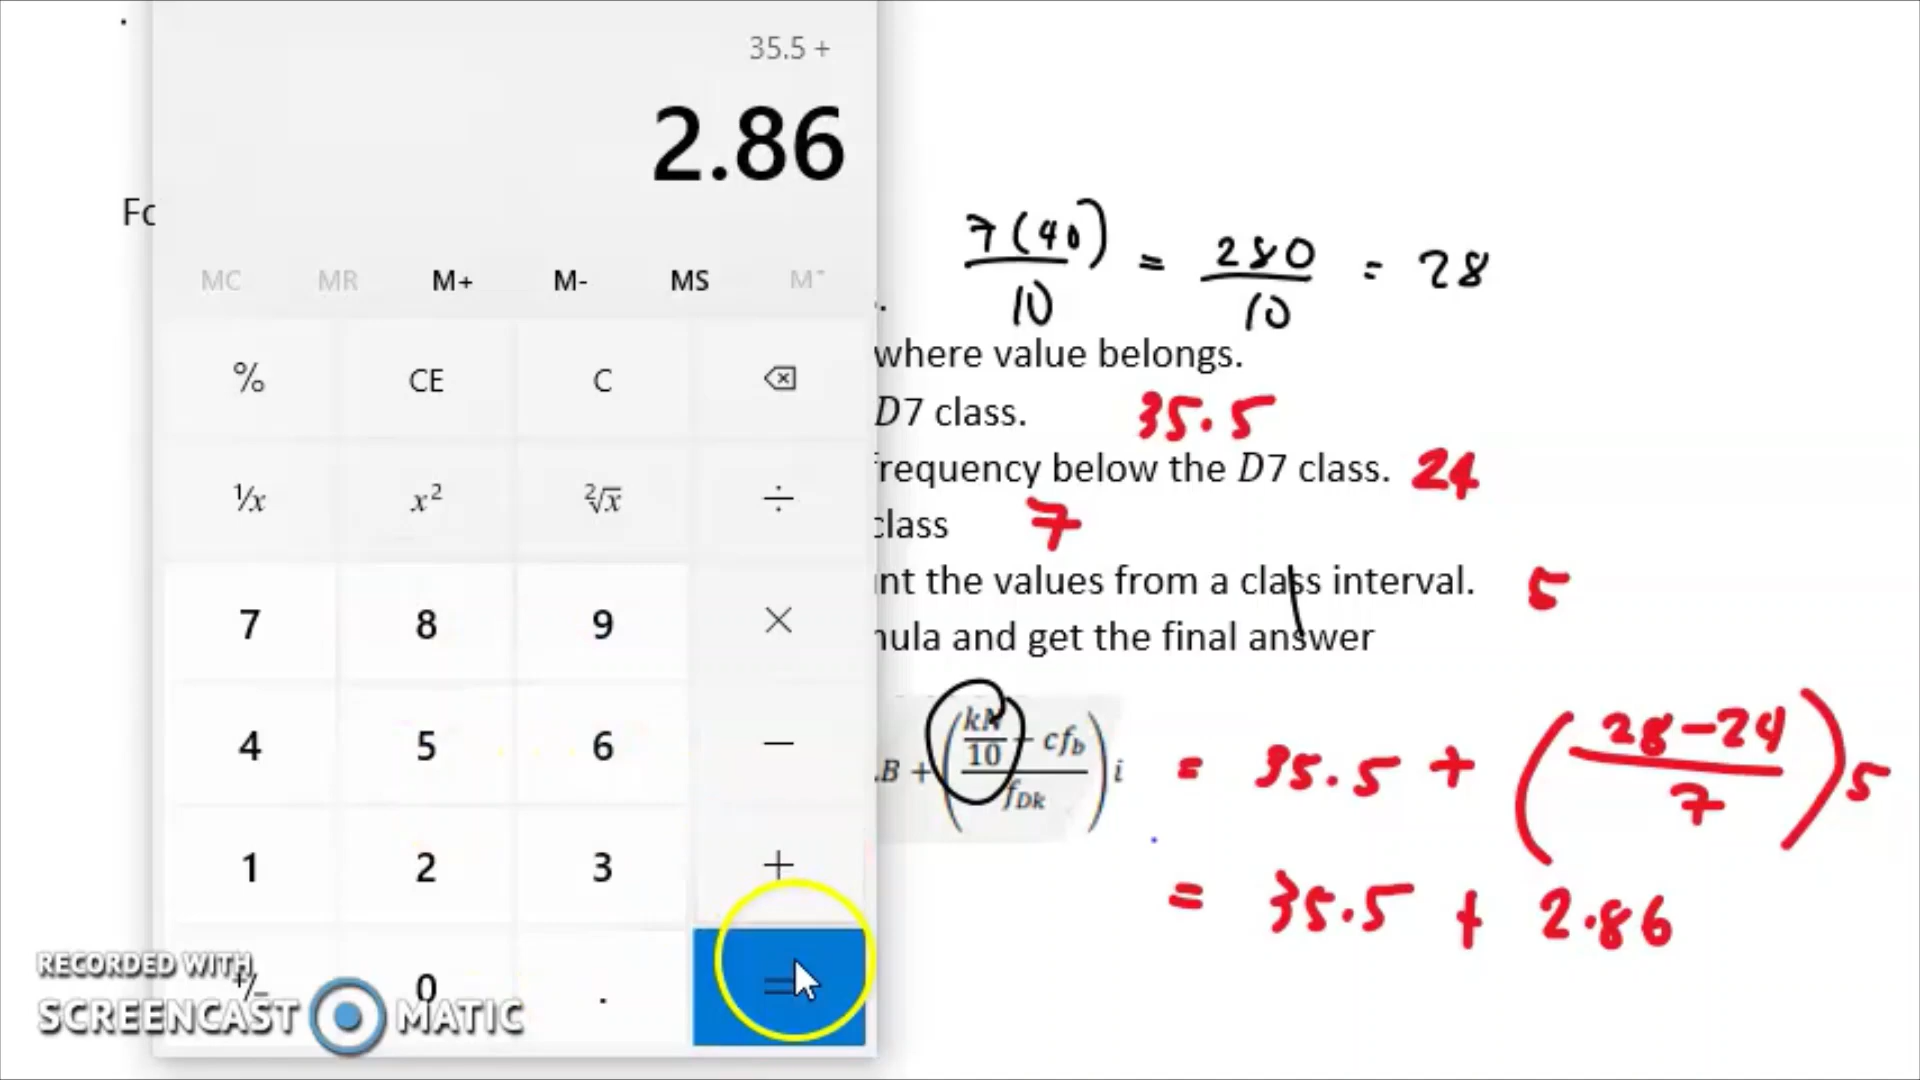 35.5 +
2.86
Fc
MC MR M+ M- MS M˅
% CE C
¹/x x² ²√x ÷
7 8 9 ×
4 5 6 −
1 2 3 +
+/− 0 . =
7(40)/10 = 280/10 = 28
where value belongs.
D7 class. 35.5
frequency below the D7 class. 24
class 7
nt the values from a class interval. 5
ula and get the final answer
B + (kN/10 − cf_b / f_Dk) i = 35.5 + (28−24 / 7) 5
= 35.5 + 2.86
RECORDED WITH
SCREENCAST MATIC